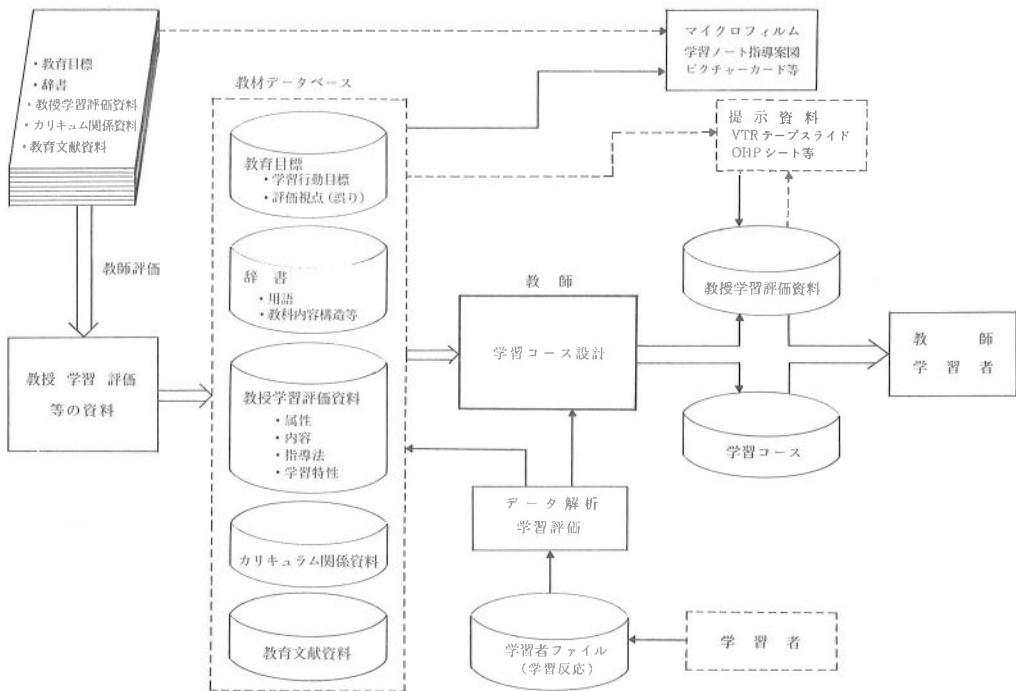 ・教育目標
・辞書
・教授学習評価資料
・カリキュム関係資料
・教育文献資料
教師評価
教授 学習 評価
等の資料
教材データベース
教育目標
・学習行動目標
・評価視点(誤り)
辞 書
・用語
・教科内容構造等
教授学習評価資料
・属性
・内容
・指導法
・学習特性
カリキュラム関係資料
教育文献資料
マイクロフィルム
学習ノート指導案図
ピクチャーカード等
提 示 資 料
VTRテープスライド
OHPシート等
教 師
学習コース設計
教授学習評価資料
学習コース
教 師
学 習 者
データ解析
学習評価
学習者ファイル
(学習反応)
学 習 者